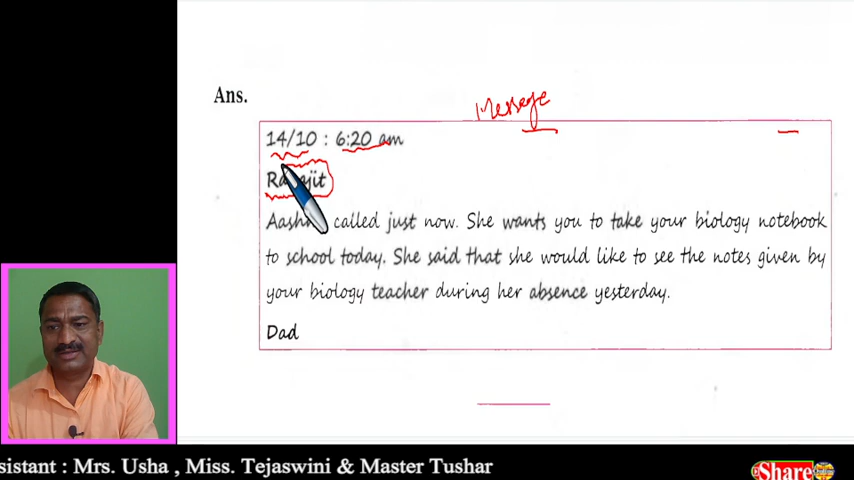 Message
Ans.
14/10 : 6:20 am
called just now. She wants you to take your biology notebook
to school today. She said that she would like to see the notes given by
your biology teacher during her absence yesterday.
Dad
sistant : Mrs. Usha , Miss. Tejaswini & Master Tushar
Share